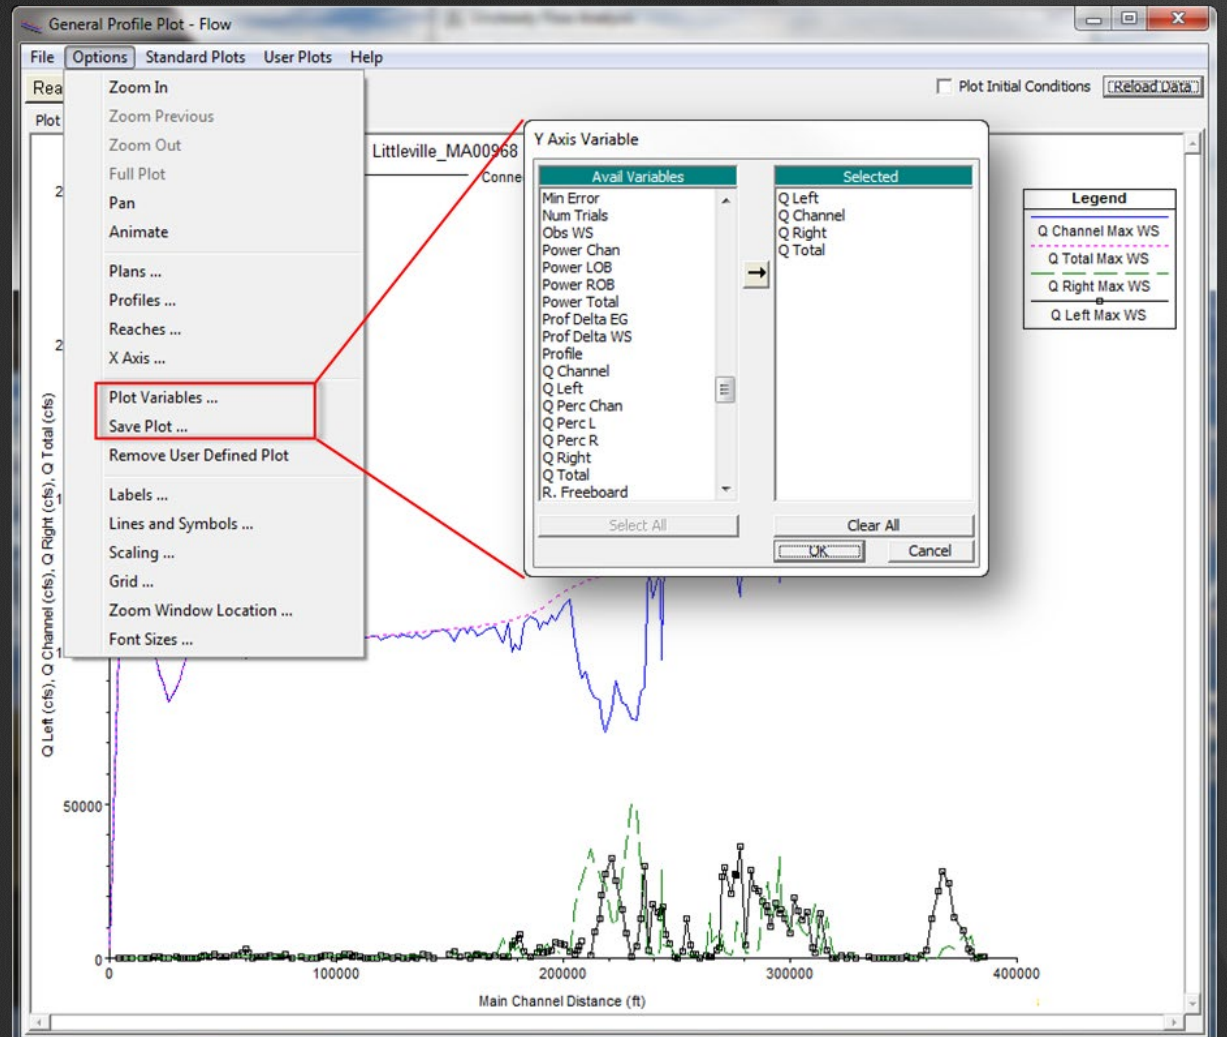 General Profile Plot - Flow
File Options Standard Plots User Plots Help
Rea
Plot Initial Conditions Reload Data
Plot
Zoom In
Zoom Previous
Zoom Out
Full Plot
Pan
Animate
Plans ...
Profiles ...
Reaches ...
X Axis ...
Plot Variables ...
Save Plot ...
Remove User Defined Plot
Labels ...
Lines and Symbols ...
Scaling ...
Grid ...
Zoom Window Location ...
Font Sizes ...
Littleville_MA00968
Conne
Y Axis Variable
Avail Variables
Min Error
Num Trials
Obs WS
Power Chan
Power LOB
Power ROB
Power Total
Prof Delta EG
Prof Delta WS
Profile
Q Channel
Q Left
Q Perc Chan
Q Perc L
Q Perc R
Q Right
Q Total
R. Freeboard
Select All
Selected
Q Left
Q Channel
Q Right
Q Total
Clear All
OK Cancel
Legend
Q Channel Max WS
Q Total Max WS
Q Right Max WS
Q Left Max WS
Q Left (cfs), Q Channel (cfs), Q Right (cfs), Q Total (cfs)
2
2
1
1
50000
0
0 100000 200000 300000 400000
Main Channel Distance (ft)